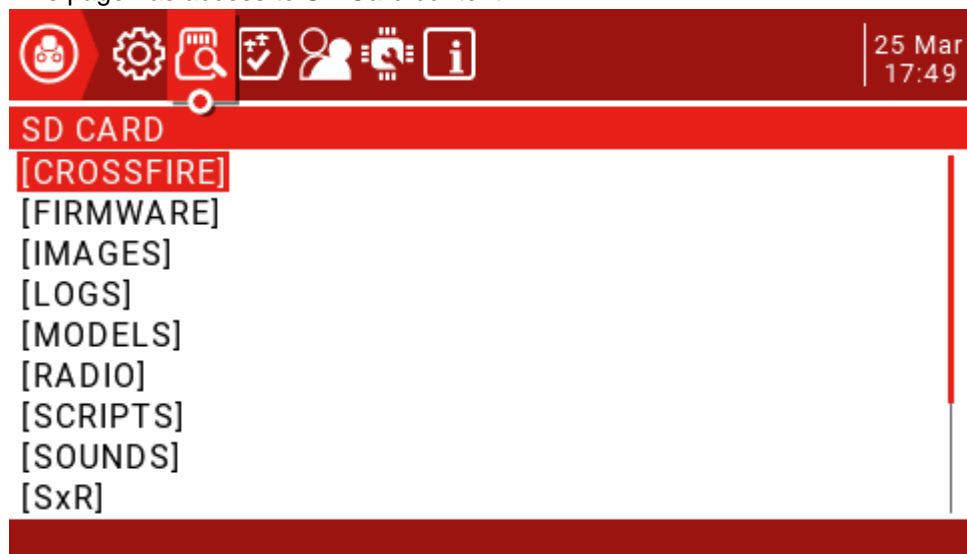 25 Mar
17:49
SD CARD
[CROSSFIRE]
[FIRMWARE]
[IMAGES]
[LOGS]
[MODELS]
[RADIO]
[SCRIPTS]
[SOUNDS]
[SxR]